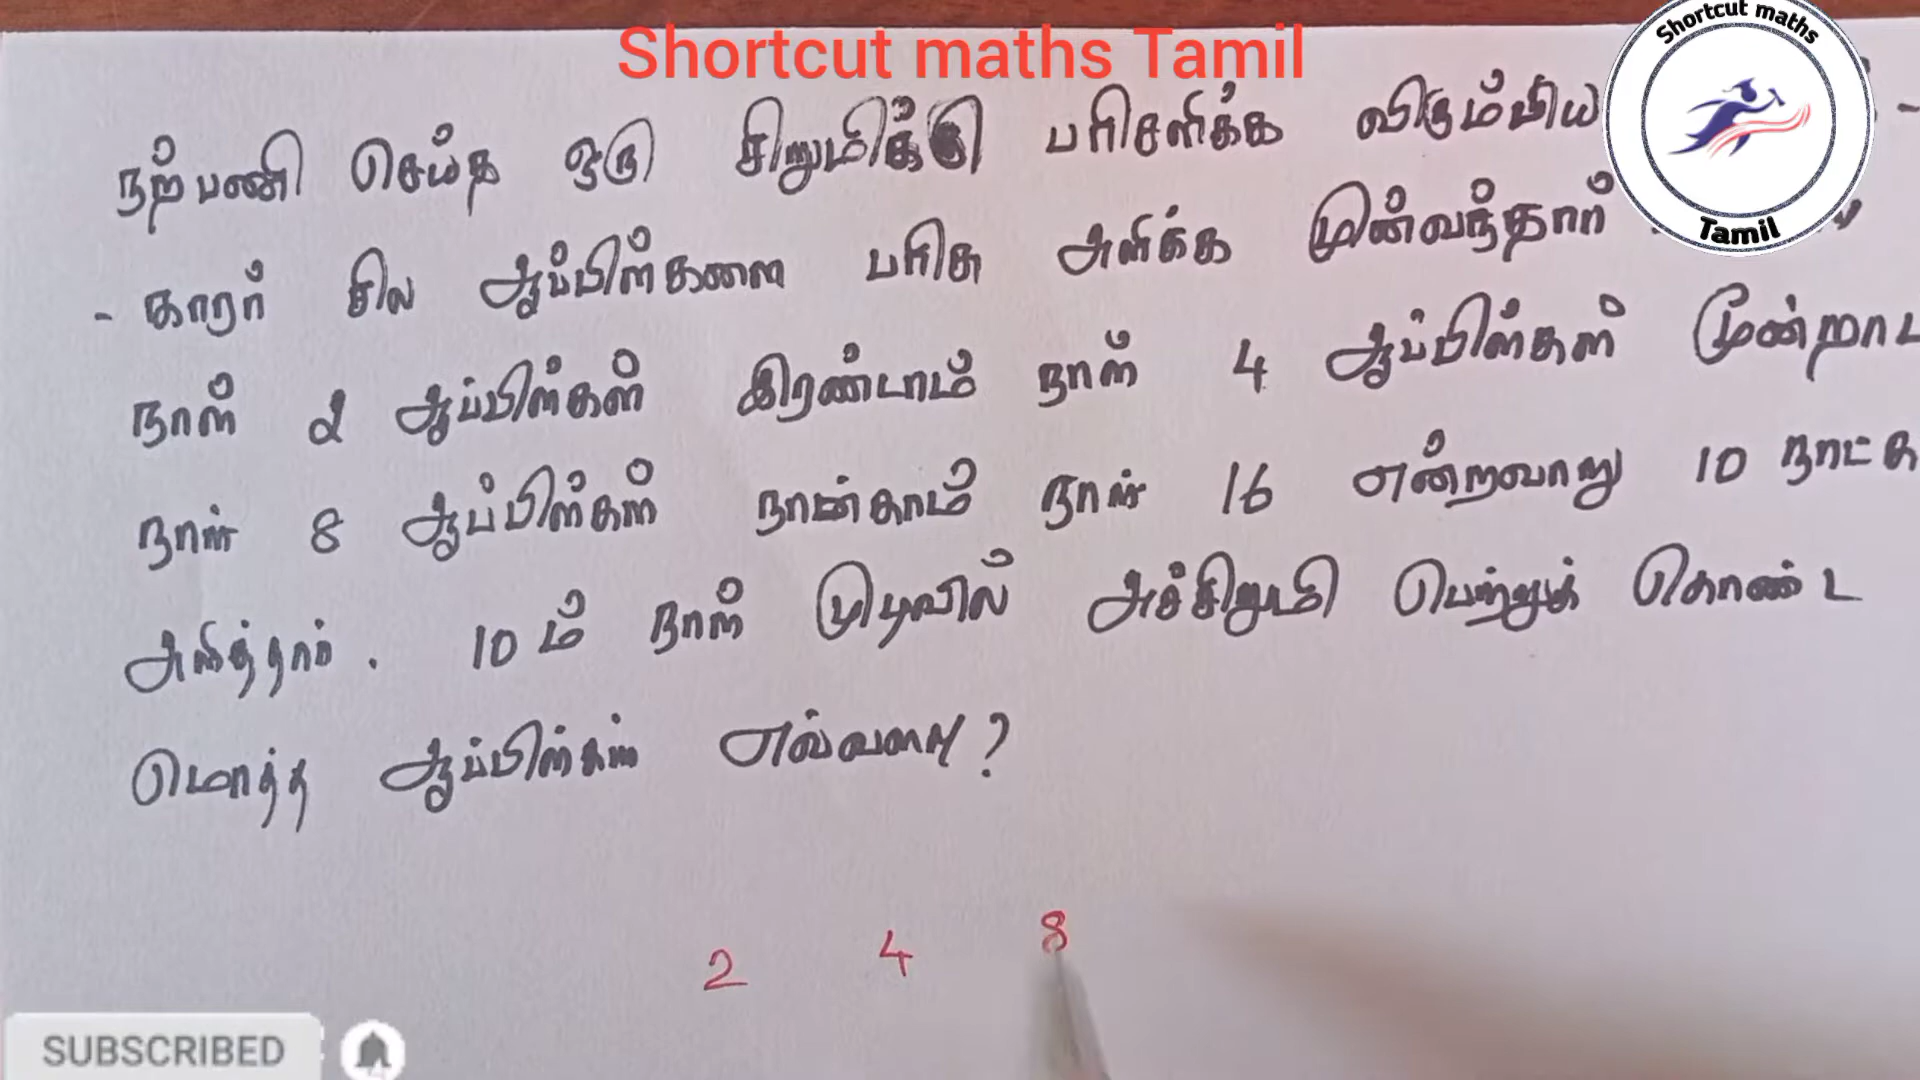 Shortcut maths Tamil
Shortcut maths
Tamil
நற்பணி செய்த ஒரு சிறுமிக்கு பரிசளிக்க
- காரர் சில ஆப்பிள்களை பரிசு அளிக்க முன்வந்தார்
நாள் 2 ஆப்பிள்கள் இரண்டாம் நாள் 4 ஆப்பிள்கள்
நாள் 8 ஆப்பிள்கள் நான்காம் நாள் 16 என்றவாறு 10
அளித்தார். 10 ம் நாள் முடிவில் அச்சிறுமி பெற்றுக் கொண்ட
மொத்த ஆப்பிள்கள் எவ்வளவு?
2 4 8
SUBSCRIBED